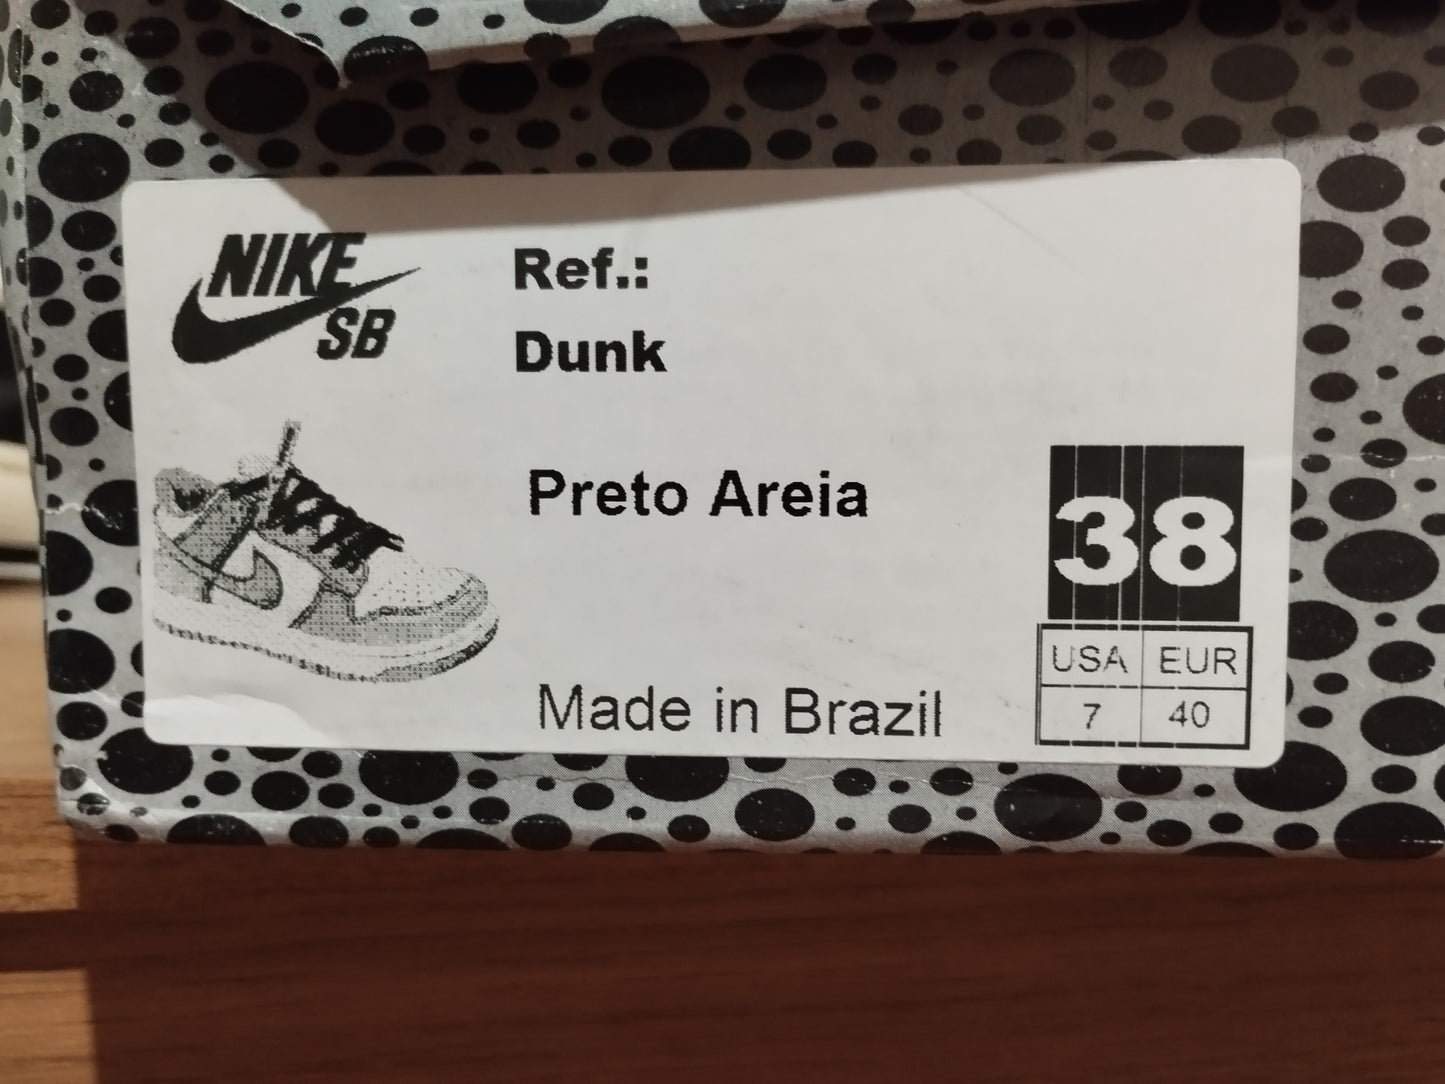 NIKE
SB
Ref.:
Dunk
Preto Areia
38
USA EUR
7 40
Made in Brazil